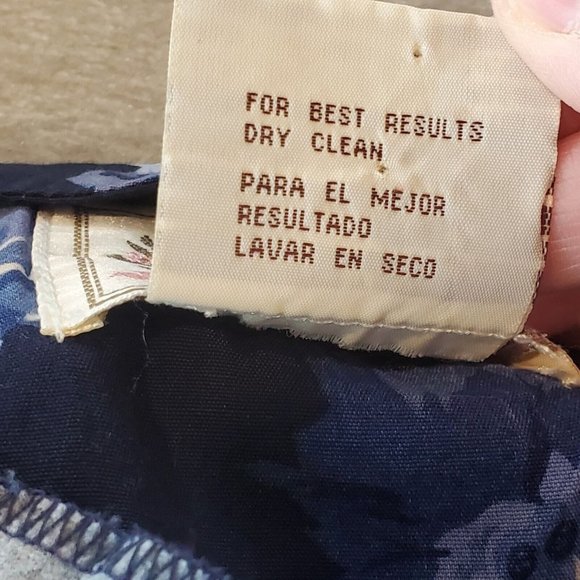 FOR BEST RESULTS
DRY CLEAN
PARA EL MEJOR
RESULTADO
LAVAR EN SECO